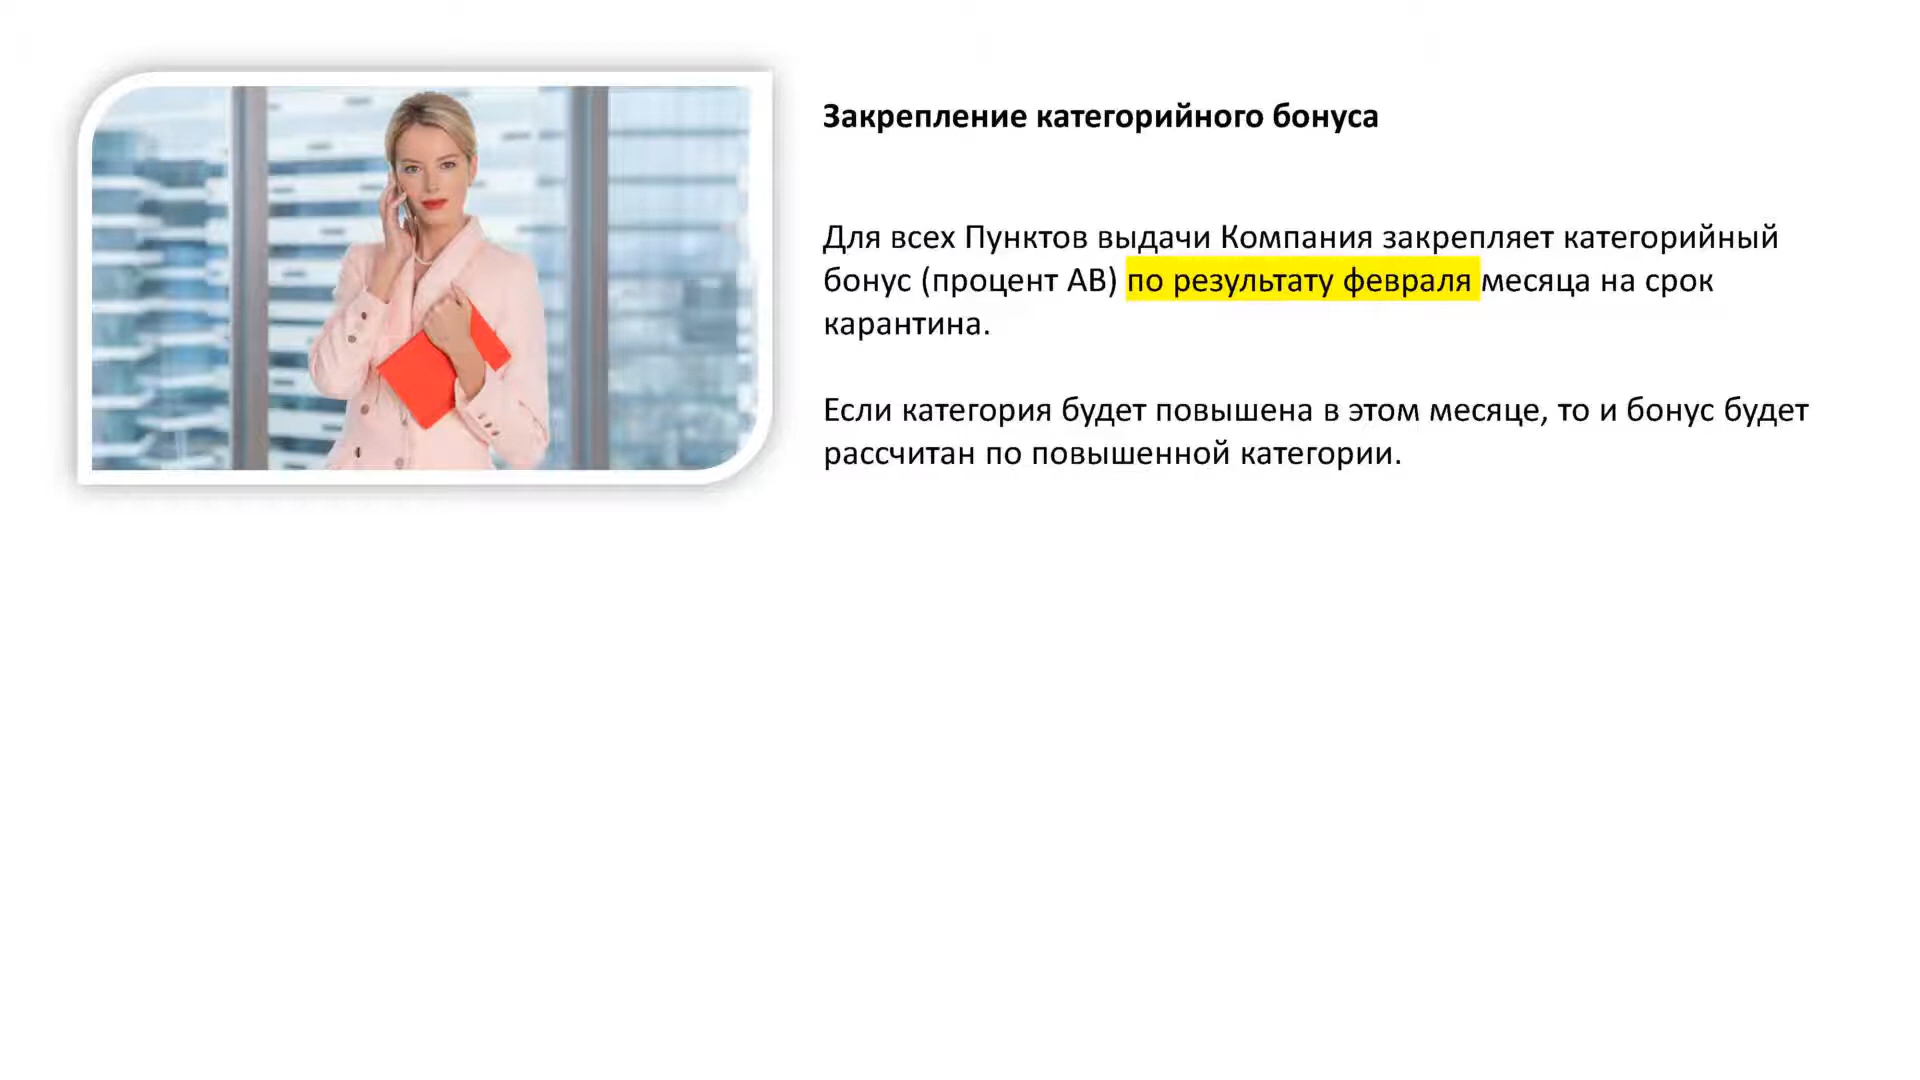 Закрепление категорийного бонуса
Для всех Пунктов выдачи Компания закрепляет категорийный
бонус (процент АВ) по результату февраля месяца на срок
карантина.
Если категория будет повышена в этом месяце, то и бонус будет
рассчитан по повышенной категории.